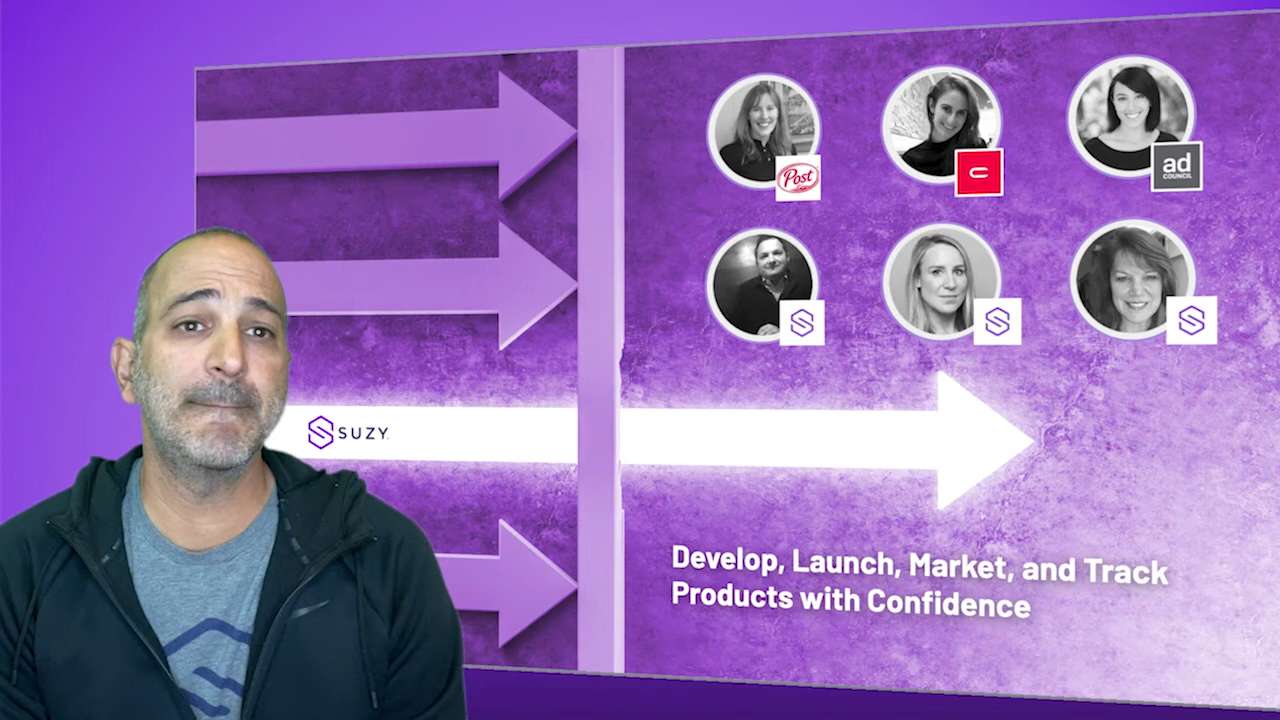 Post
ad
COUNCIL
SUZY
Develop, Launch, Market, and Track
Products with Confidence